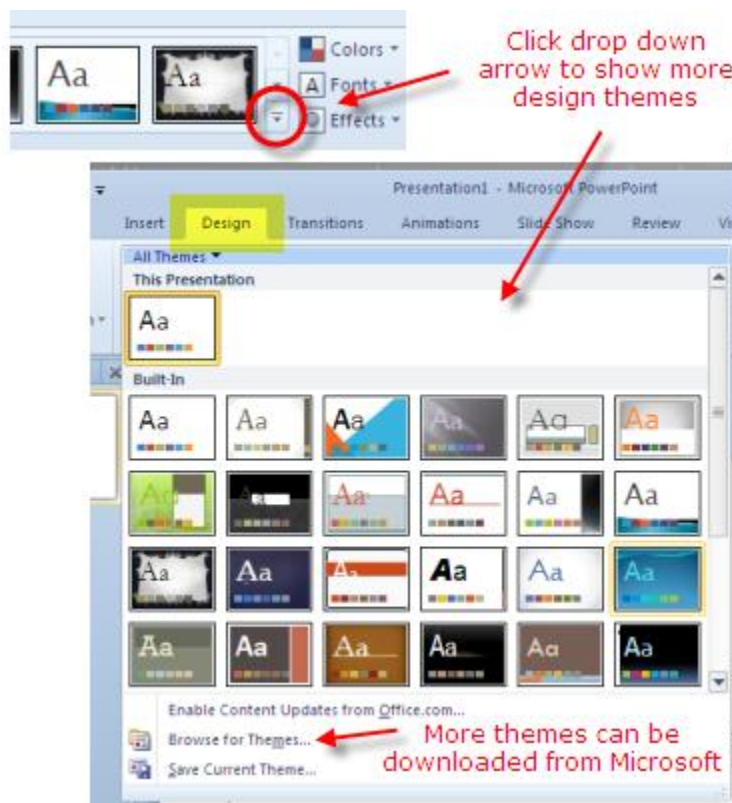 Aa
Aa
Colors
Fonts
Effects
Click drop down
arrow to show more
design themes
Presentation1 - Microsoft PowerPoint
Insert Design Transitions Animations Slide Show Review
All Themes
This Presentation
Aa
Built-In
Aa Aa Aa Aa Aa Aa
Aa Aa Aa Aa Aa Aa
Aa Aa Aa Aa Aa Aa
Aa Aa Aa Aa Aa Aa
Enable Content Updates from Office.com...
Browse for Themes...
Save Current Theme...
More themes can be
downloaded from Microsoft